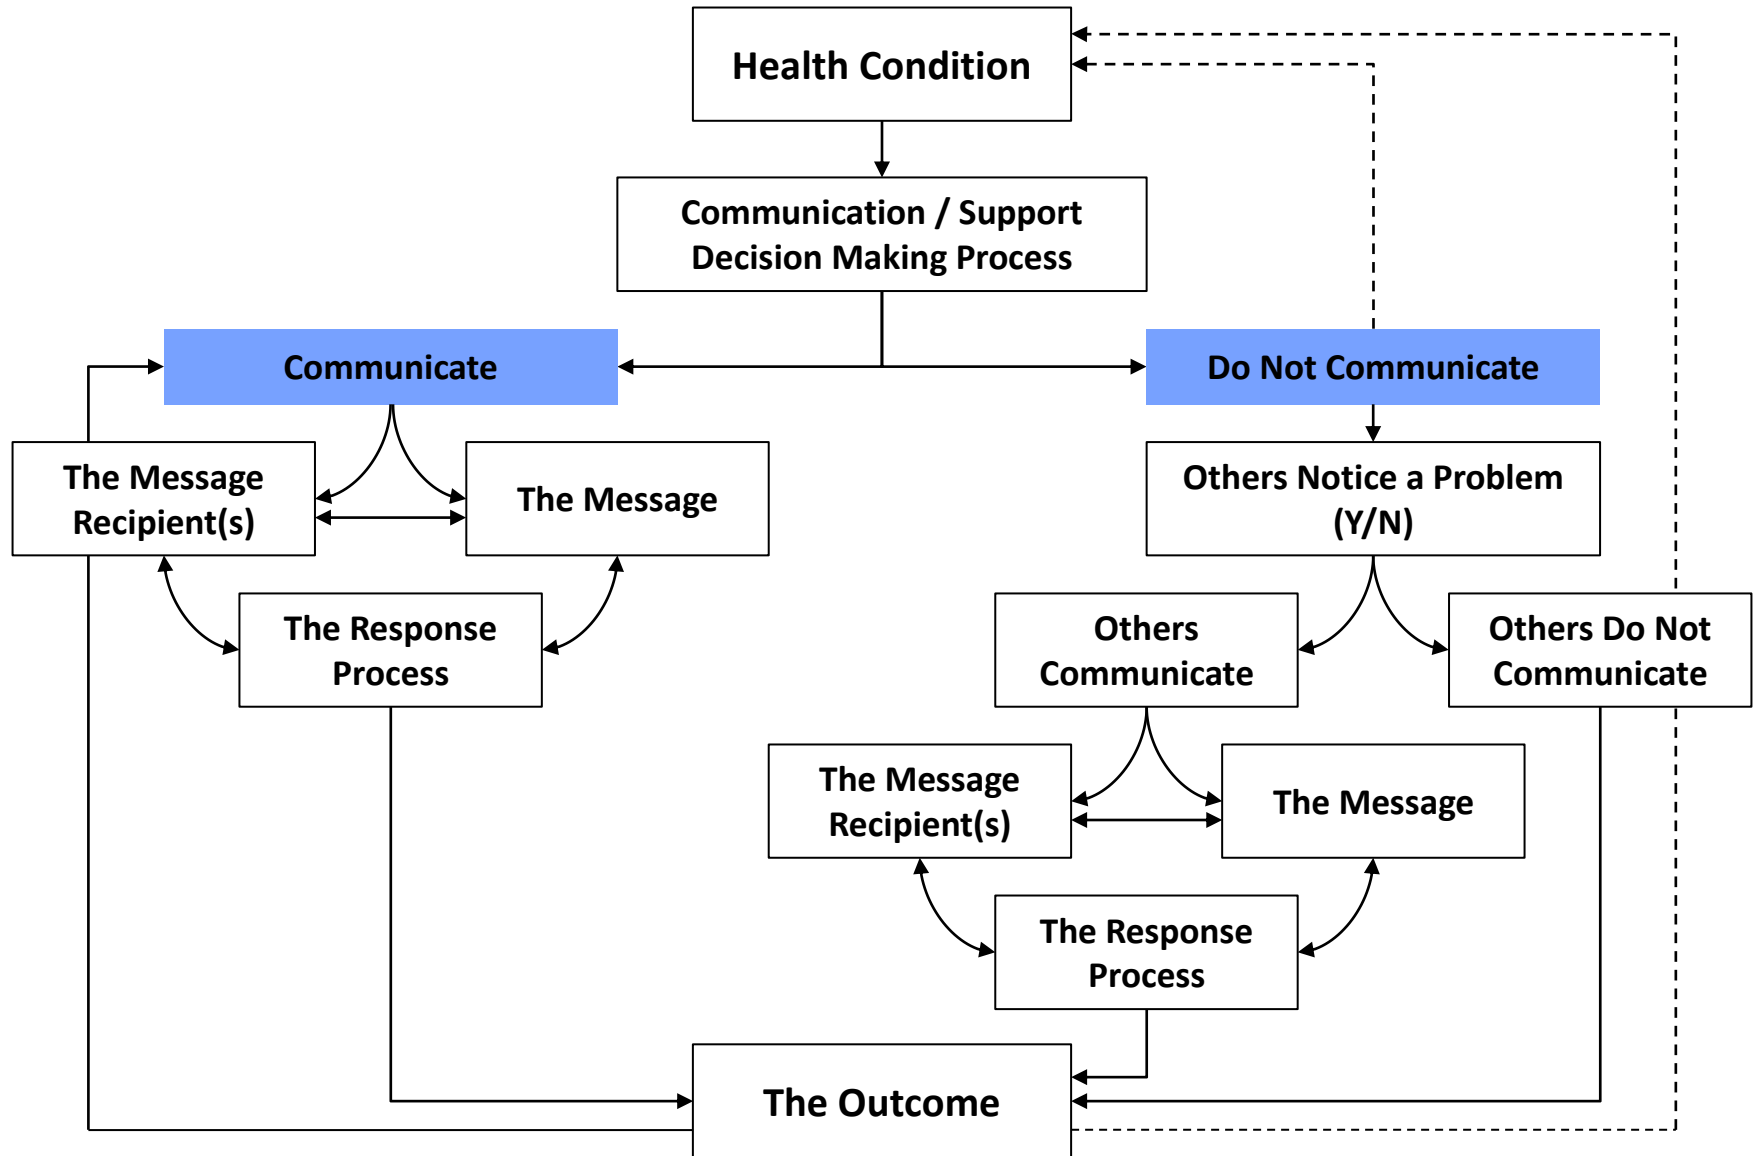 Health Condition
Communication / Support
Decision Making Process
Communicate
Do Not Communicate
The Message
Recipient(s)
The Message
Others Notice a Problem
(Y/N)
The Response
Process
Others
Communicate
Others Do Not
Communicate
The Message
Recipient(s)
The Message
The Response
Process
The Outcome